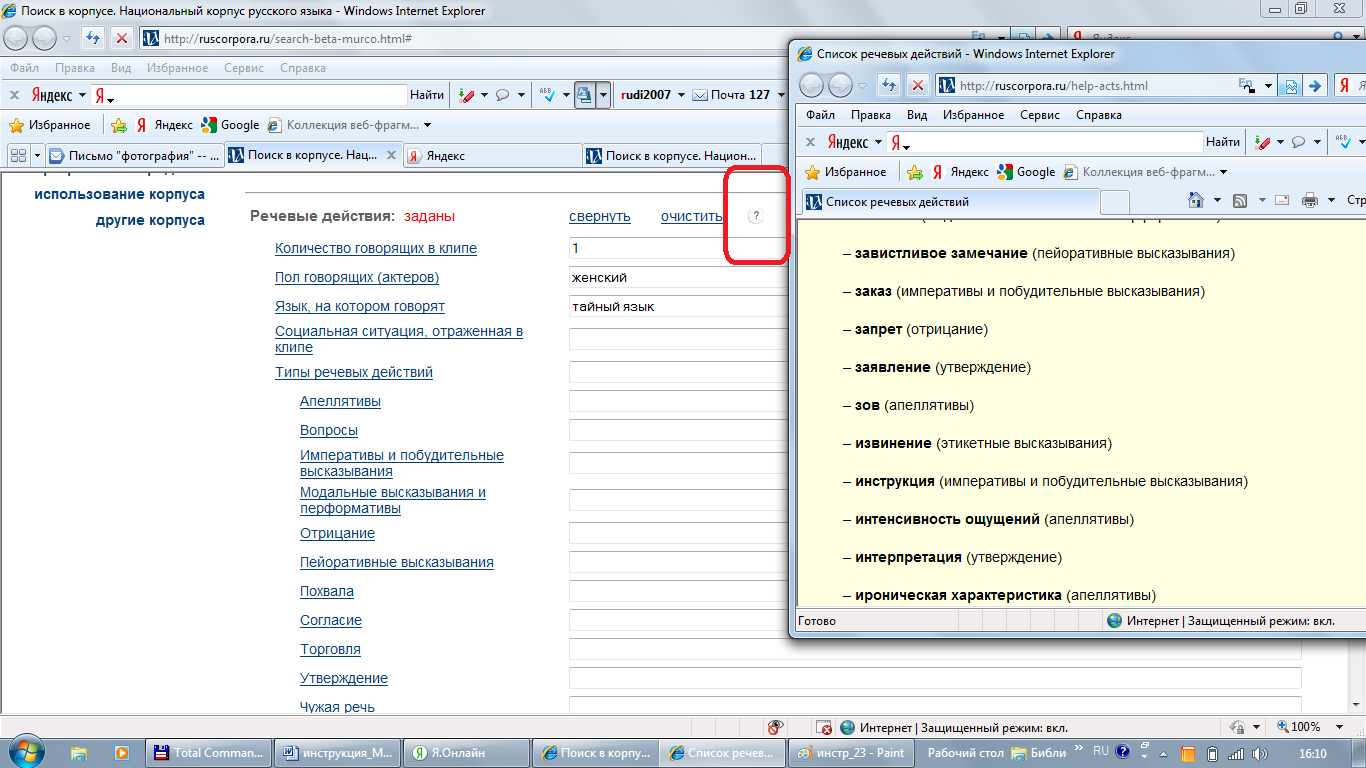 Поиск в корпусе. Национальный корпус русского языка - Windows Internet Explorer
http://ruscorpora.ru/search-beta-murco.html#
Файл Правка Вид Избранное Сервис Справка
Яндекс Я Найти ABC rudi2007 Почта 127
Избранное Я Яндекс Google Коллекция веб-фрагм...
Письмо "фотография" -- ... Поиск в корпусе. Нац... Яндекс Поиск в корпусе. Национ...
использование корпуса
другие корпуса
Речевые действия: заданы свернуть очистить ?
Количество говорящих в клипе 1
Пол говорящих (актеров) женский
Язык, на котором говорят тайный язык
Социальная ситуация, отраженная в
клипе
Типы речевых действий
Апеллятивы
Вопросы
Императивы и побудительные
высказывания
Модальные высказывания и
перформативы
Отрицание
Пейоративные высказывания
Похвала
Согласие
Торговля
Утверждение
Чужая речь
Список речевых действий - Windows Internet Explorer
http://ruscorpora.ru/help-acts.html
Файл Правка Вид Избранное Сервис Справка
Яндекс Я Найти ABC
Избранное Я Яндекс Google Коллекция веб-фрагм...
Список речевых действий Стр
– завистливое замечание (пейоративные высказывания)
– заказ (императивы и побудительные высказывания)
– запрет (отрицание)
– заявление (утверждение)
– зов (апеллятивы)
– извинение (этикетные высказывания)
– инструкция (императивы и побудительные высказывания)
– интенсивность ощущений (апеллятивы)
– интерпретация (утверждение)
– ироническая характеристика (апеллятивы)
Готово Интернет | Защищенный режим: вкл.
Интернет | Защищенный режим: вкл. 100%
Total Comman... инструкция_М... Я.Онлайн Поиск в корпу... Список речев... инстр_23 - Paint Рабочий стол Библи » RU 16:10